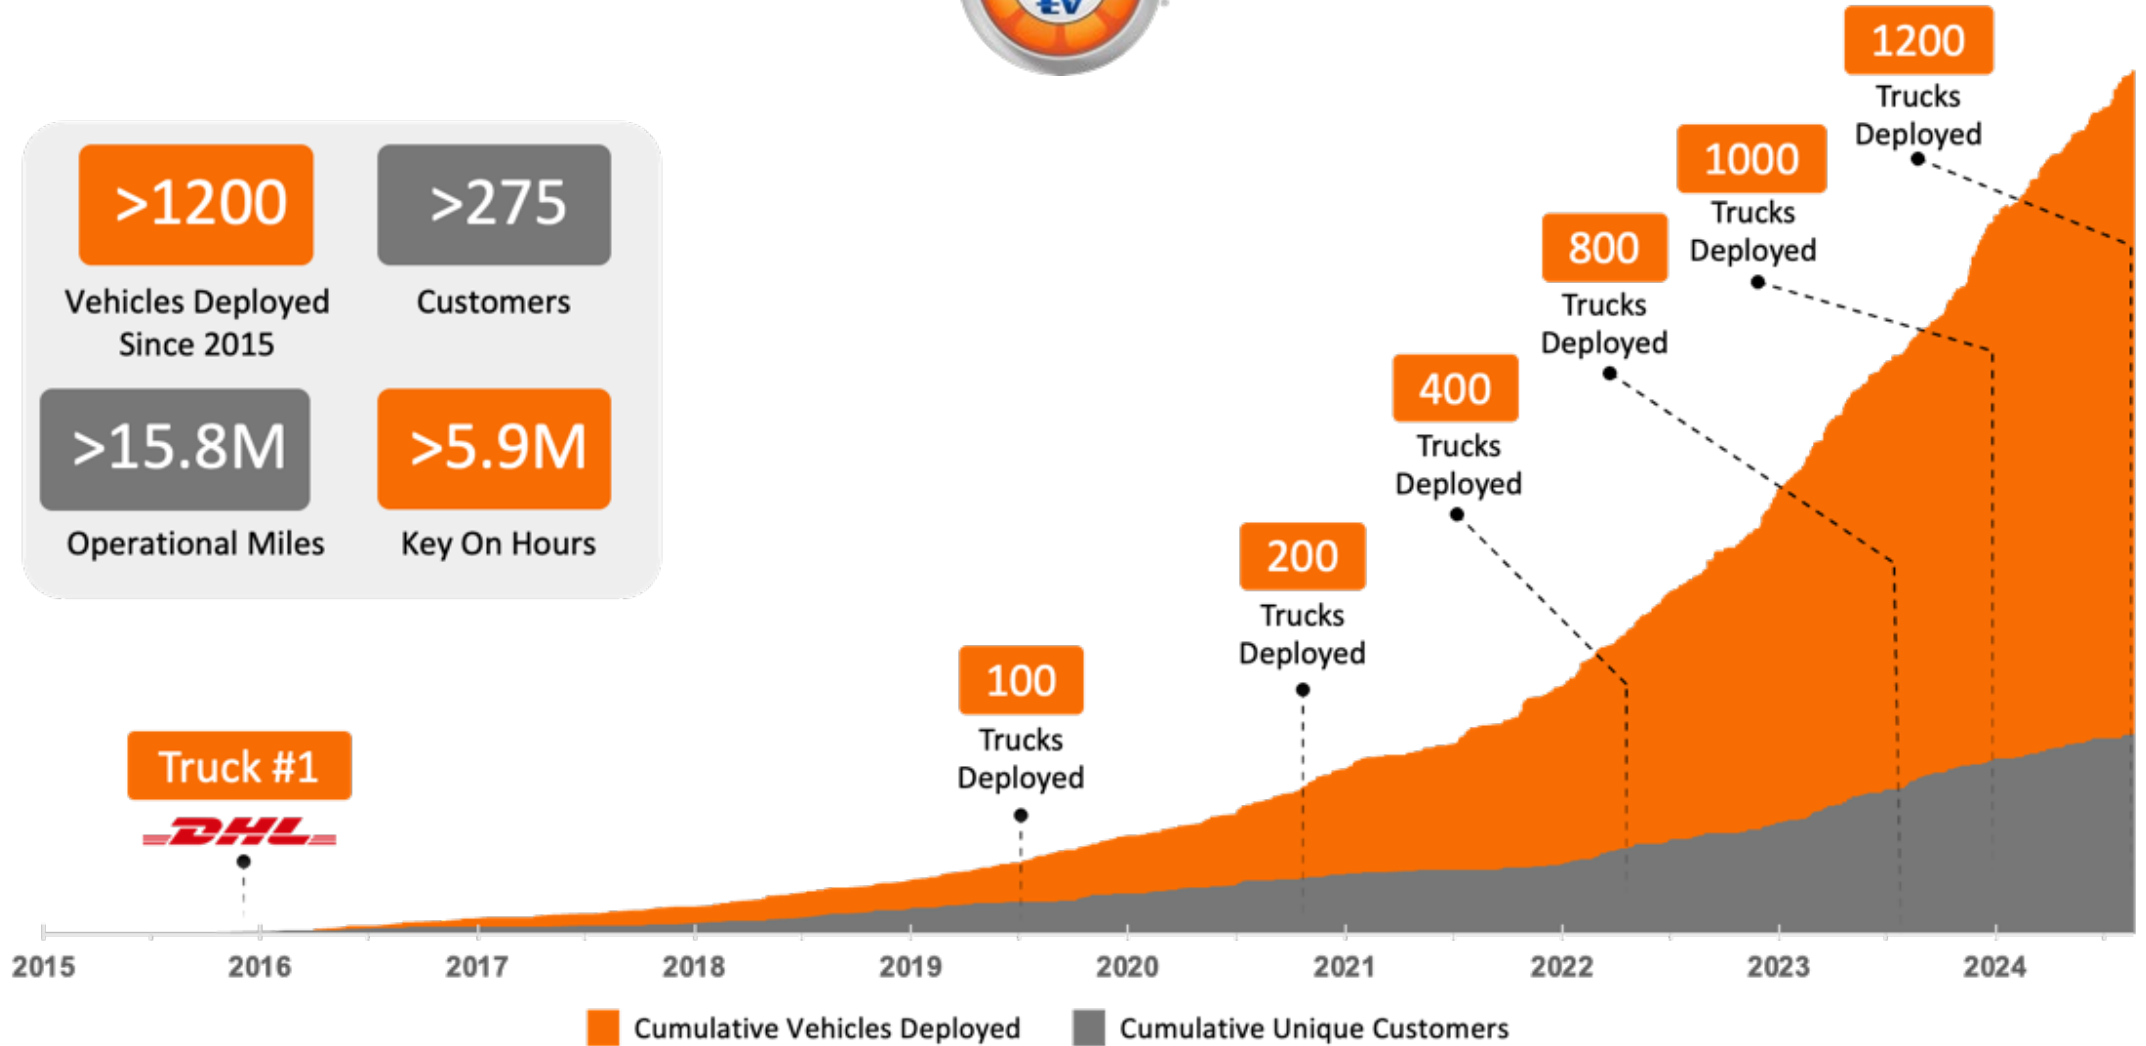 EV
>1200
Vehicles Deployed
Since 2015
>275
Customers
>15.8M
Operational Miles
>5.9M
Key On Hours
Truck #1
DHL
100
Trucks
Deployed
200
Trucks
Deployed
400
Trucks
Deployed
800
Trucks
Deployed
1000
Trucks
Deployed
1200
Trucks
Deployed
2015 2016 2017 2018 2019 2020 2021 2022 2023 2024
Cumulative Vehicles Deployed Cumulative Unique Customers